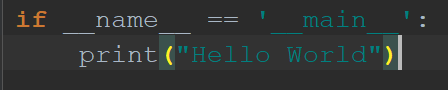 if __name__ == '__main__':
    print("Hello World")